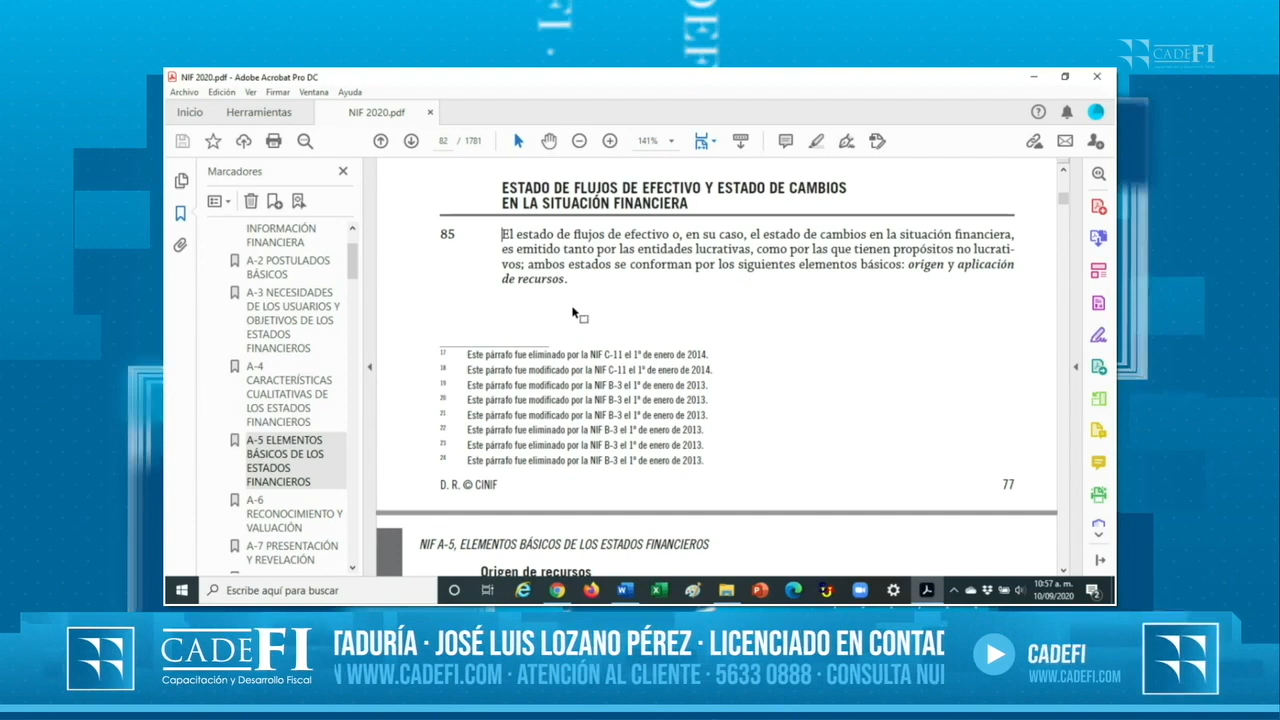 CADEFI
Capacitación y Desarrollo Fiscal
NIF 2020.pdf - Adobe Acrobat Pro DC
Archivo Edición Ver Firmar Ventana Ayuda
Inicio Herramientas NIF 2020.pdf
82 / 1781 141%
Marcadores
INFORMACIÓN
FINANCIERA
A-2 POSTULADOS
BÁSICOS
A-3 NECESIDADES
DE LOS USUARIOS Y
OBJETIVOS DE LOS
ESTADOS
FINANCIEROS
A-4
CARACTERÍSTICAS
CUALITATIVAS DE
LOS ESTADOS
FINANCIEROS
A-5 ELEMENTOS
BÁSICOS DE LOS
ESTADOS
FINANCIEROS
A-6
RECONOCIMIENTO Y
VALUACIÓN
A-7 PRESENTACIÓN
Y REVELACIÓN
ESTADO DE FLUJOS DE EFECTIVO Y ESTADO DE CAMBIOS
EN LA SITUACIÓN FINANCIERA
85 El estado de flujos de efectivo o, en su caso, el estado de cambios en la situación financiera,
es emitido tanto por las entidades lucrativas, como por las que tienen propósitos no lucrati-
vos; ambos estados se conforman por los siguientes elementos básicos: origen y aplicación
de recursos.
17 Este párrafo fue eliminado por la NIF C-11 el 1º de enero de 2014.
18 Este párrafo fue modificado por la NIF C-11 el 1º de enero de 2014.
19 Este párrafo fue modificado por la NIF B-3 el 1º de enero de 2013.
20 Este párrafo fue modificado por la NIF B-3 el 1º de enero de 2013.
21 Este párrafo fue modificado por la NIF B-3 el 1º de enero de 2013.
22 Este párrafo fue eliminado por la NIF B-3 el 1º de enero de 2013.
23 Este párrafo fue eliminado por la NIF B-3 el 1º de enero de 2013.
24 Este párrafo fue eliminado por la NIF B-3 el 1º de enero de 2013.
D. R. © CINIF 77
NIF A-5, ELEMENTOS BÁSICOS DE LOS ESTADOS FINANCIEROS
Origen de recursos
Escribe aquí para buscar
10:57 a. m.
10/09/2020
2
CADEFI
Capacitación y Desarrollo Fiscal
TADURÍA · JOSÉ LUIS LOZANO PÉREZ · LICENCIADO EN CONTAD
N WWW.CADEFI.COM · ATENCIÓN AL CLIENTE · 5633 0888 · CONSULTA NUE
CADEFI
WWW.CADEFI.COM